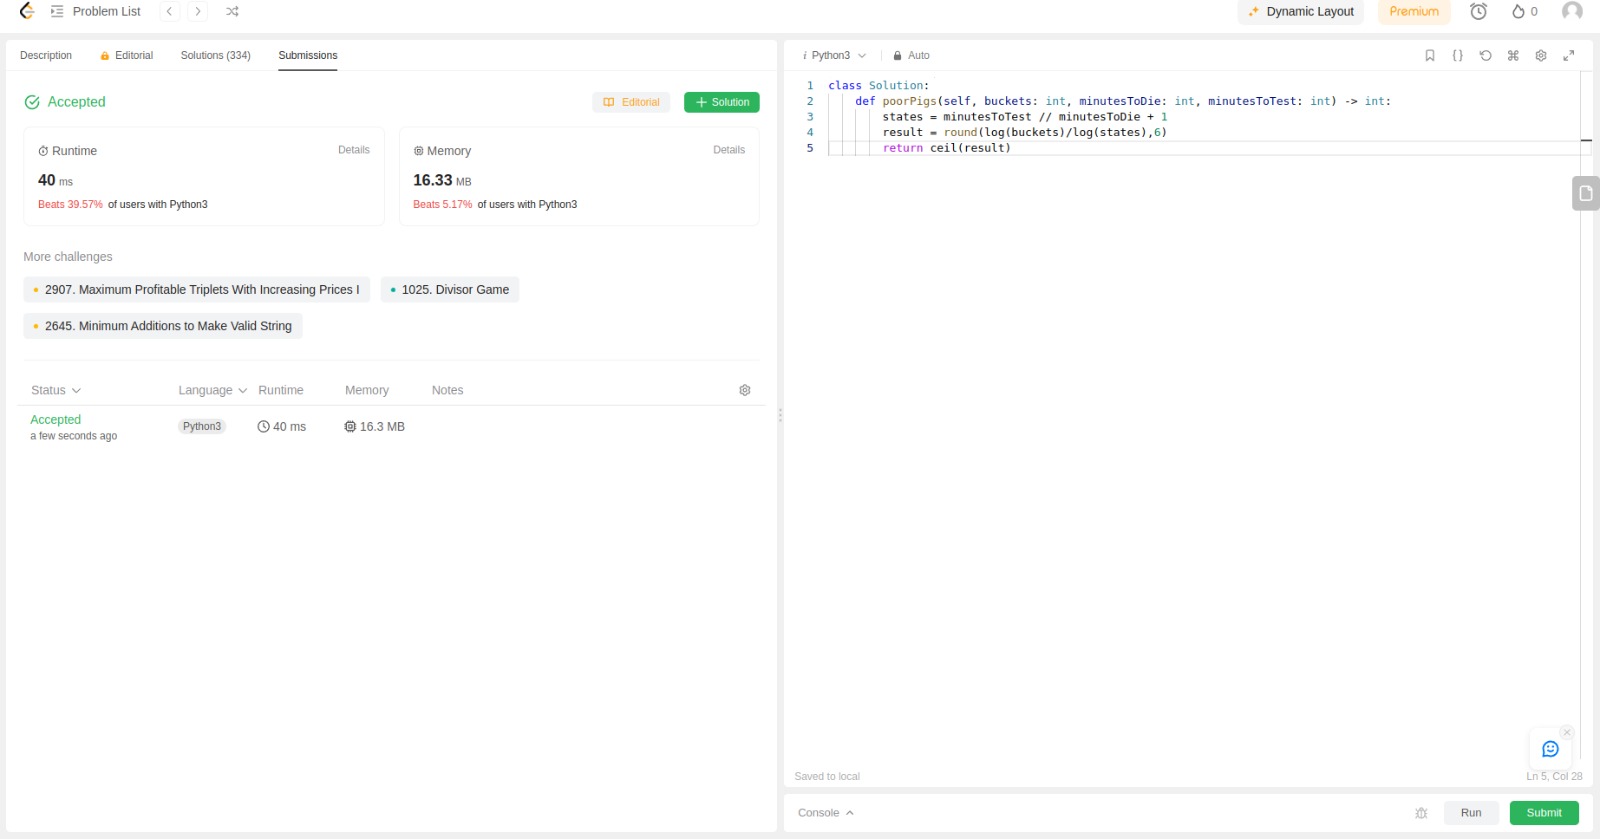 Problem List
Dynamic Layout
Premium
0
Description
Editorial
Solutions (334)
Submissions
Accepted
Editorial
Solution
Runtime
Details
40 ms
Beats 39.57% of users with Python3
Memory
Details
16.33 MB
Beats 5.17% of users with Python3
More challenges
2907. Maximum Profitable Triplets With Increasing Prices I
1025. Divisor Game
2645. Minimum Additions to Make Valid String
Status Language Runtime Memory Notes
Accepted
a few seconds ago
Python3
40 ms
16.3 MB
i Python3
Auto
1 class Solution:
2 def poorPigs(self, buckets: int, minutesToDie: int, minutesToTest: int) -> int:
3 states = minutesToTest // minutesToDie + 1
4 result = round(log(buckets)/log(states),6)
5 return ceil(result)
Saved to local
Ln 5, Col 28
Console
Run
Submit